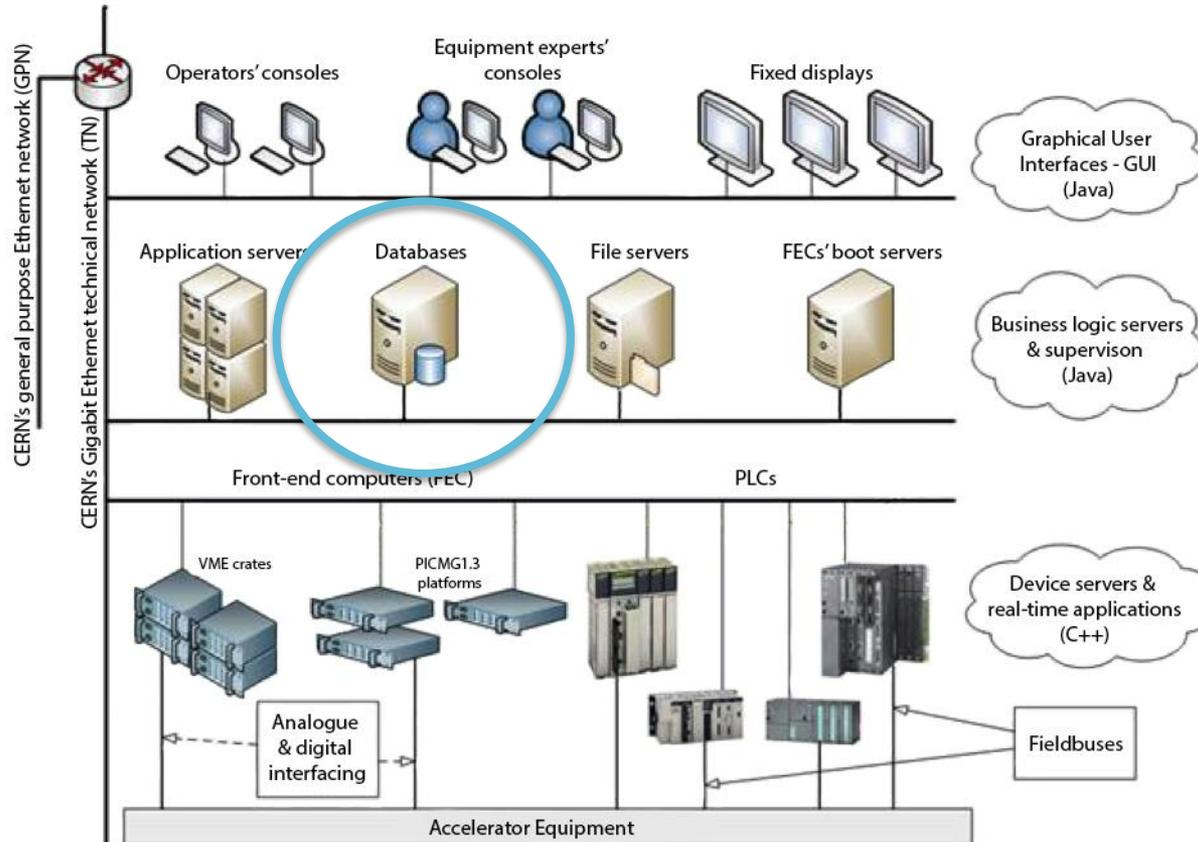 CERN's general purpose Ethernet network (GPN)
CERN's Gigabit Ethernet technical network (TN)
Operators' consoles
Equipment experts'
consoles
Fixed displays
Graphical User
Interfaces - GUI
(Java)
Application servers
Databases
File servers
FECs' boot servers
Business logic servers
& supervison
(Java)
Front-end computers (FEC)
PLCs
VME crates
PICMG1.3
platforms
Device servers &
real-time applications
(C++)
Analogue
& digital
interfacing
Fieldbuses
Accelerator Equipment